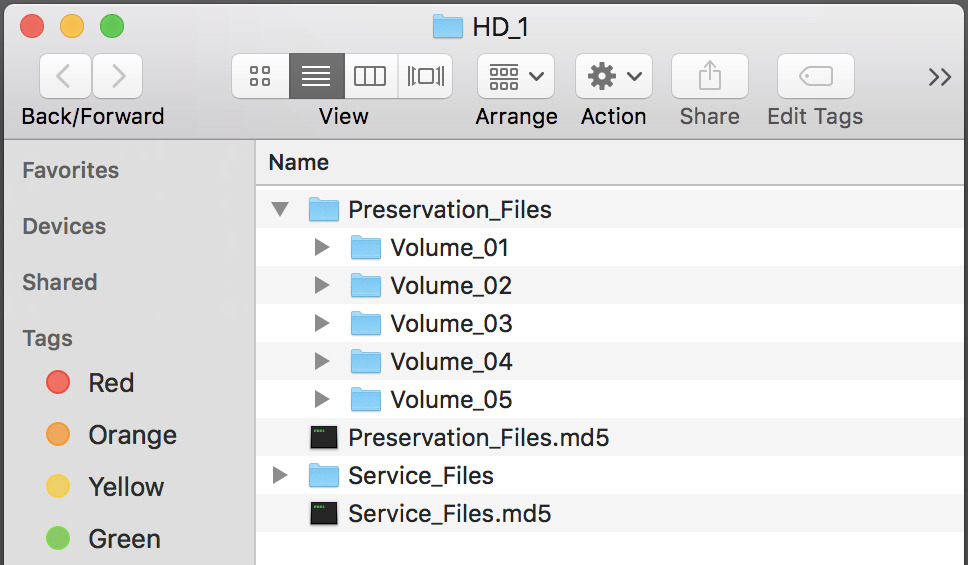 HD_1
Back/Forward View Arrange Action Share Edit Tags
Favorites
Devices
Shared
Tags
Red
Orange
Yellow
Green
Name
Preservation_Files
Volume_01
Volume_02
Volume_03
Volume_04
Volume_05
Preservation_Files.md5
Service_Files
Service_Files.md5